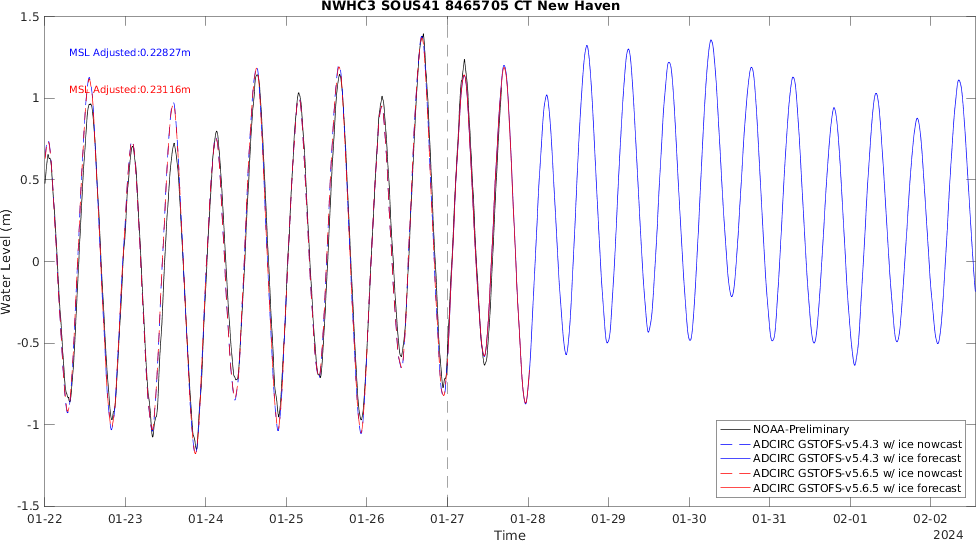 NWHC3 SOUS41 8465705 CT New Haven
1.5
MSL Adjusted:0.22827m
MSL Adjusted:0.23116m
1
0.5
0
-0.5
-1
-1.5
Water Level (m)
NOAA-Preliminary
ADCIRC GSTOFS-v5.4.3 w/ ice nowcast
ADCIRC GSTOFS-v5.4.3 w/ ice forecast
ADCIRC GSTOFS-v5.6.5 w/ ice nowcast
ADCIRC GSTOFS-v5.6.5 w/ ice forecast
01-22 01-23 01-24 01-25 01-26 01-27 01-28 01-29 01-30 01-31 02-01 02-02
Time
2024